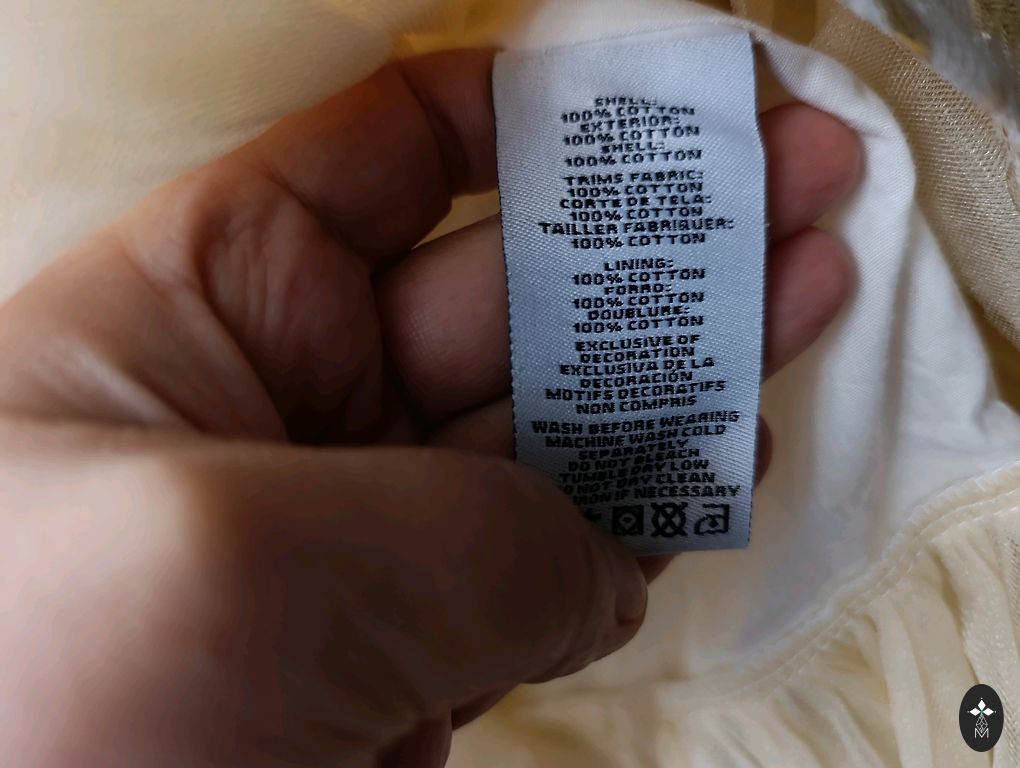 SHELL:
100% COTTON
EXTERIOR:
100% COTTON
SHELL:
100% COTTON
TRIMS FABRIC:
100% COTTON
CORTE DE TELA:
100% COTTON
TAILLER FABRIQUER:
100% COTTON
LINING:
100% COTTON
FORRO:
100% COTTON
DOUBLURE:
100% COTTON
EXCLUSIVE OF
DECORATION
EXCLUSIVA DE LA
DECORACIÓN
MOTIFS DECORATIFS
NON COMPRIS
WASH BEFORE WEARING
MACHINE WASH COLD
SEPARATELY
DO NOT BLEACH
TUMBLE DRY LOW
NOT DRY CLEAN
IF NECESSARY
M